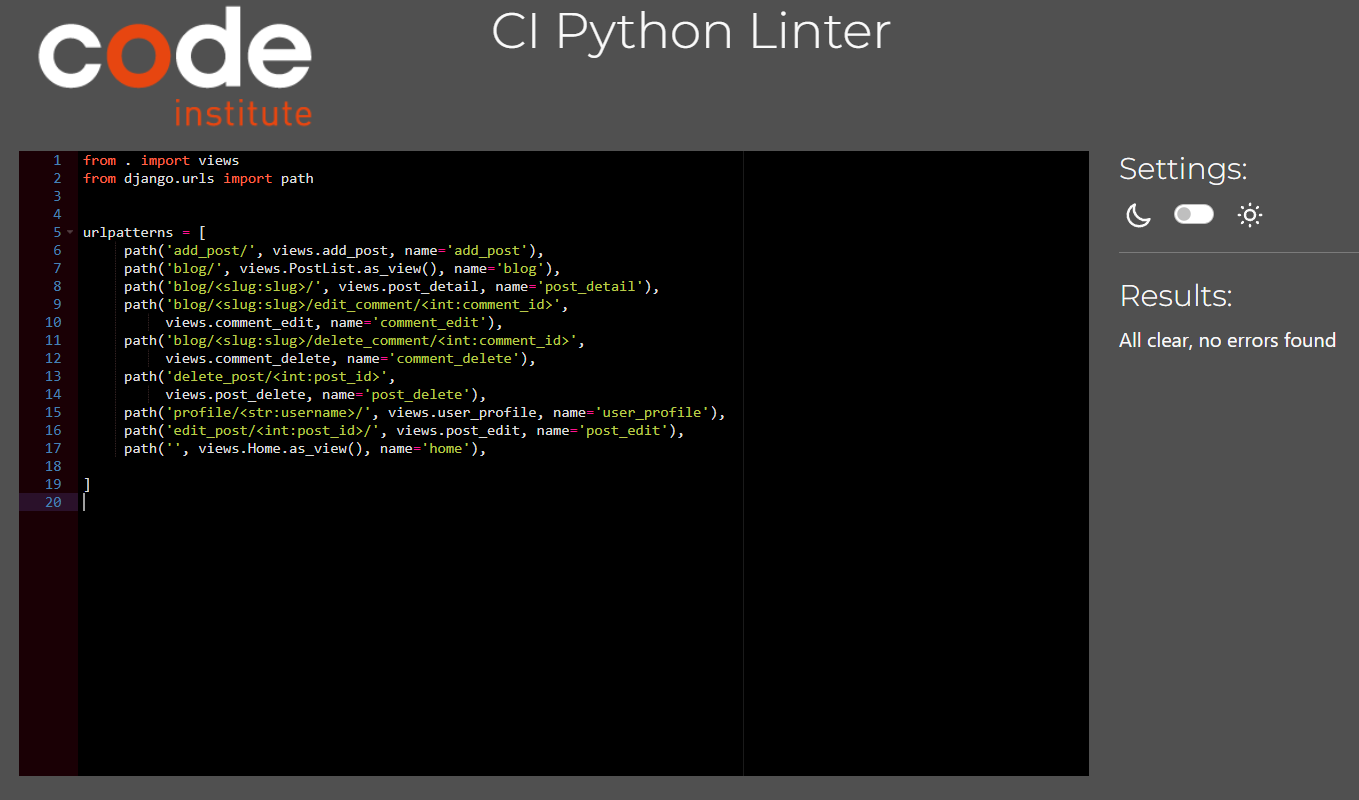 code
institute
CI Python Linter
1 from . import views
2 from django.urls import path
3
4
5 urlpatterns = [
6      path('add_post/', views.add_post, name='add_post'),
7      path('blog/', views.PostList.as_view(), name='blog'),
8      path('blog/<slug:slug>/', views.post_detail, name='post_detail'),
9      path('blog/<slug:slug>/edit_comment/<int:comment_id>',
10          views.comment_edit, name='comment_edit'),
11     path('blog/<slug:slug>/delete_comment/<int:comment_id>',
12          views.comment_delete, name='comment_delete'),
13     path('delete_post/<int:post_id>',
14          views.post_delete, name='post_delete'),
15     path('profile/<str:username>/', views.user_profile, name='user_profile'),
16     path('edit_post/<int:post_id>/', views.post_edit, name='post_edit'),
17     path('', views.Home.as_view(), name='home'),
18
19 ]
20
Settings:
Results:
All clear, no errors found